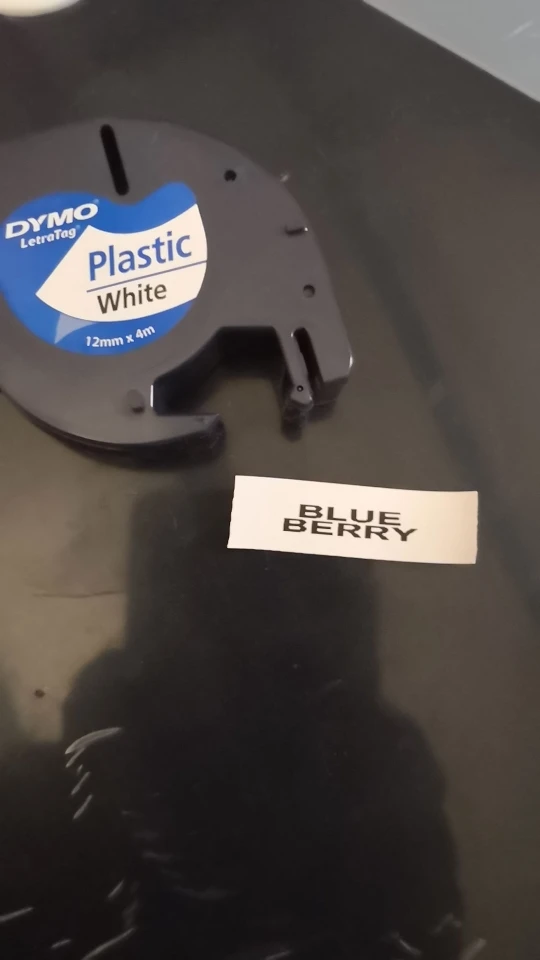 DYMO
LetraTag
Plastic
White
12mm x 4m
BLUE
BERRY